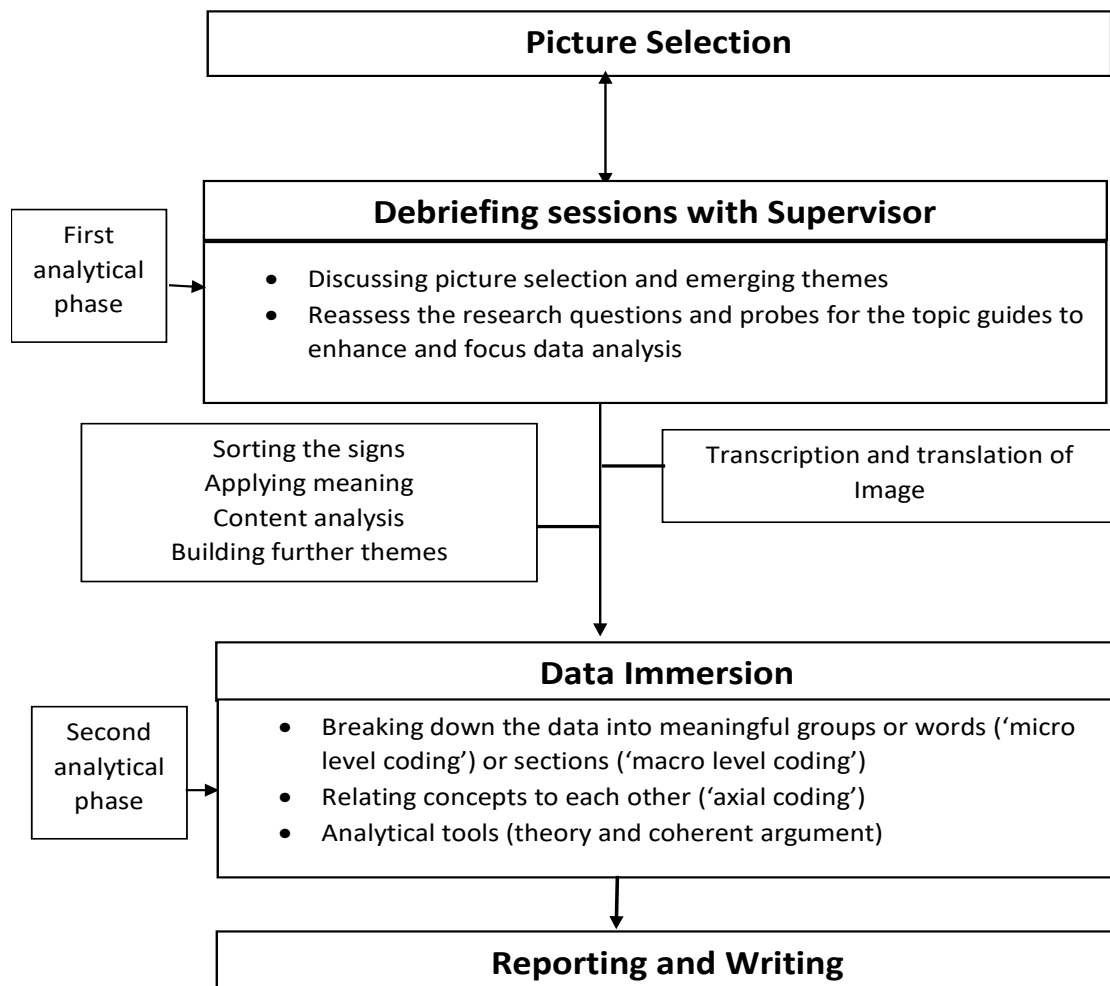 Picture Selection
Debriefing sessions with Supervisor
First
analytical
phase
• Discussing picture selection and emerging themes
• Reassess the research questions and probes for the topic guides to
enhance and focus data analysis
Sorting the signs
Applying meaning
Content analysis
Building further themes
Transcription and translation of
Image
Data Immersion
Second
analytical
phase
• Breaking down the data into meaningful groups or words (‘micro
level coding’) or sections (‘macro level coding’)
• Relating concepts to each other (‘axial coding’)
• Analytical tools (theory and coherent argument)
Reporting and Writing